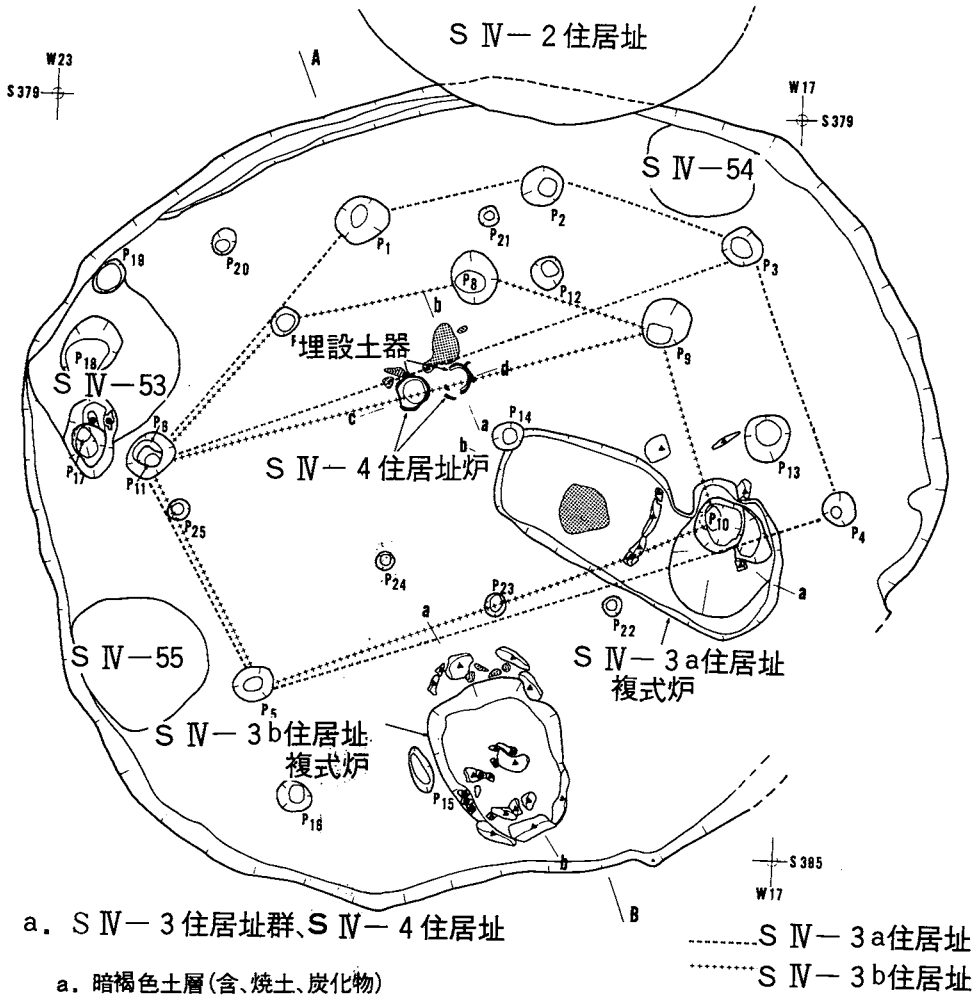 S Ⅳ－2住居址
W23
A
S379
W17
S379
S Ⅳ－54
P2
P21
P1
P3
P20
P19
P8
P12
b
P9
P18
埋設土器
S Ⅳ－53
d
c
a
P14
b
P6
P17
P11
S Ⅳ－4住居址炉
P13
P25
P10
P4
P24
P23
a
a
P22
S Ⅳ－3a住居址
複式炉
S Ⅳ－55
P5
S Ⅳ－3b住居址
複式炉
P15
P16
b
S385
W17
B
a. S Ⅳ－3住居址群、S Ⅳ－4住居址
S Ⅳ－3a住居址
S Ⅳ－3b住居址
a. 暗褐色土層(含、焼土、炭化物)